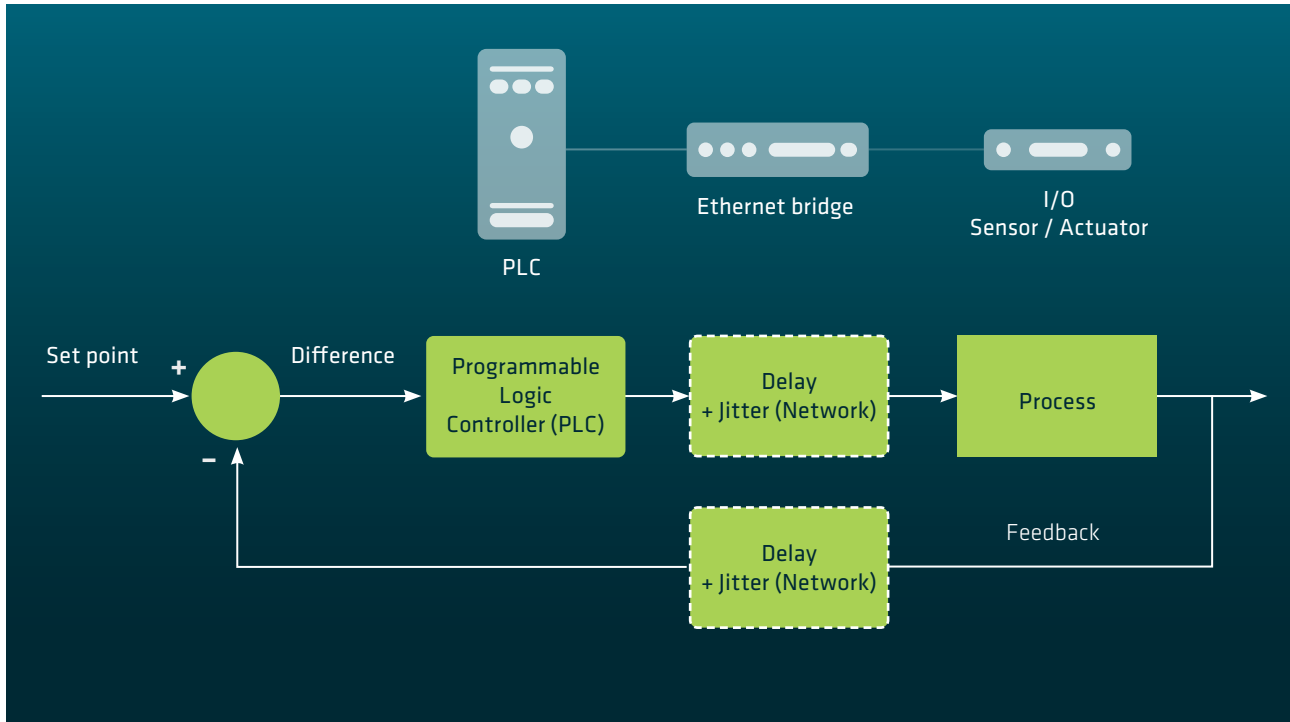 PLC
Ethernet bridge
I/O
Sensor / Actuator
Set point
+
−
Difference
Programmable
Logic
Controller (PLC)
Delay
+ Jitter (Network)
Process
Delay
+ Jitter (Network)
Feedback